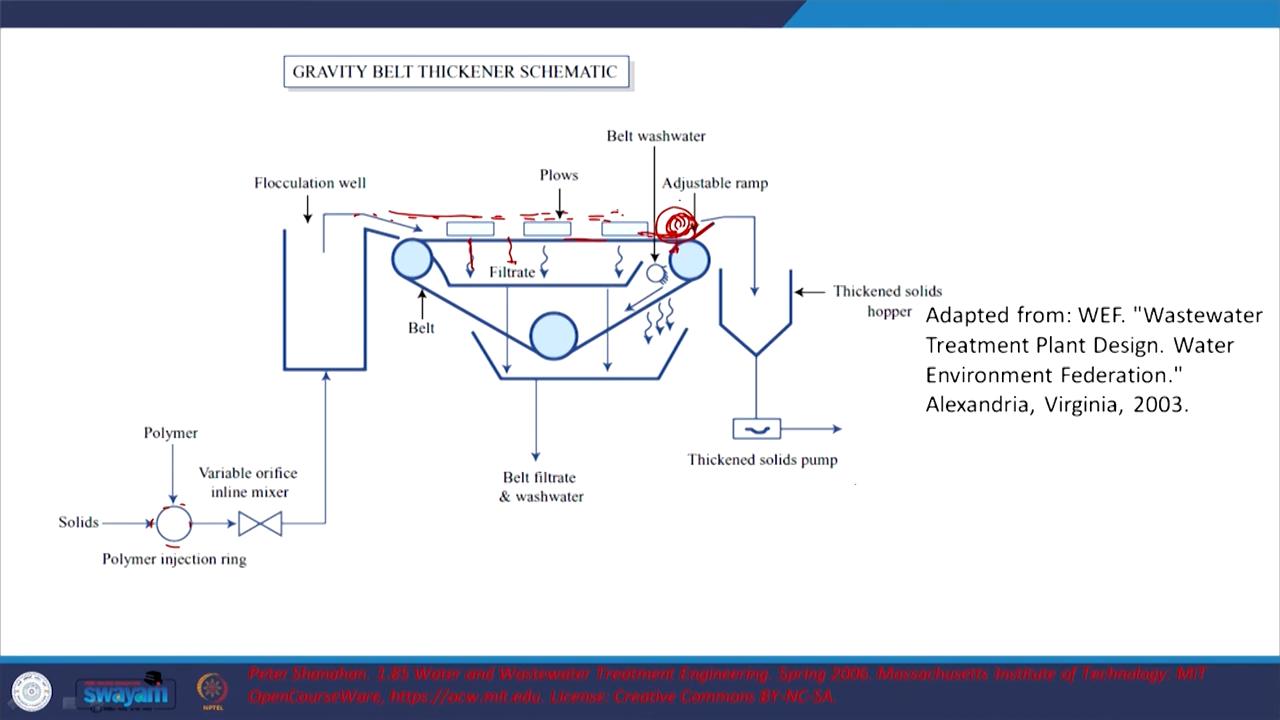 GRAVITY BELT THICKENER SCHEMATIC
Belt washwater
Flocculation well
Plows
Adjustable ramp
Filtrate
Belt
Thickened solids
hopper
Adapted from: WEF. "Wastewater
Treatment Plant Design. Water
Environment Federation."
Alexandria, Virginia, 2003.
Polymer
Variable orifice
inline mixer
Solids
Polymer injection ring
Belt filtrate
& washwater
Thickened solids pump
Peter Shanahan. 1.85 Water and Wastewater Treatment Engineering. Spring 2006. Massachusetts Institute of Technology: MIT
OpenCourseWare, https://ocw.mit.edu. License: Creative Commons BY-NC-SA.
swayam
NPTEL